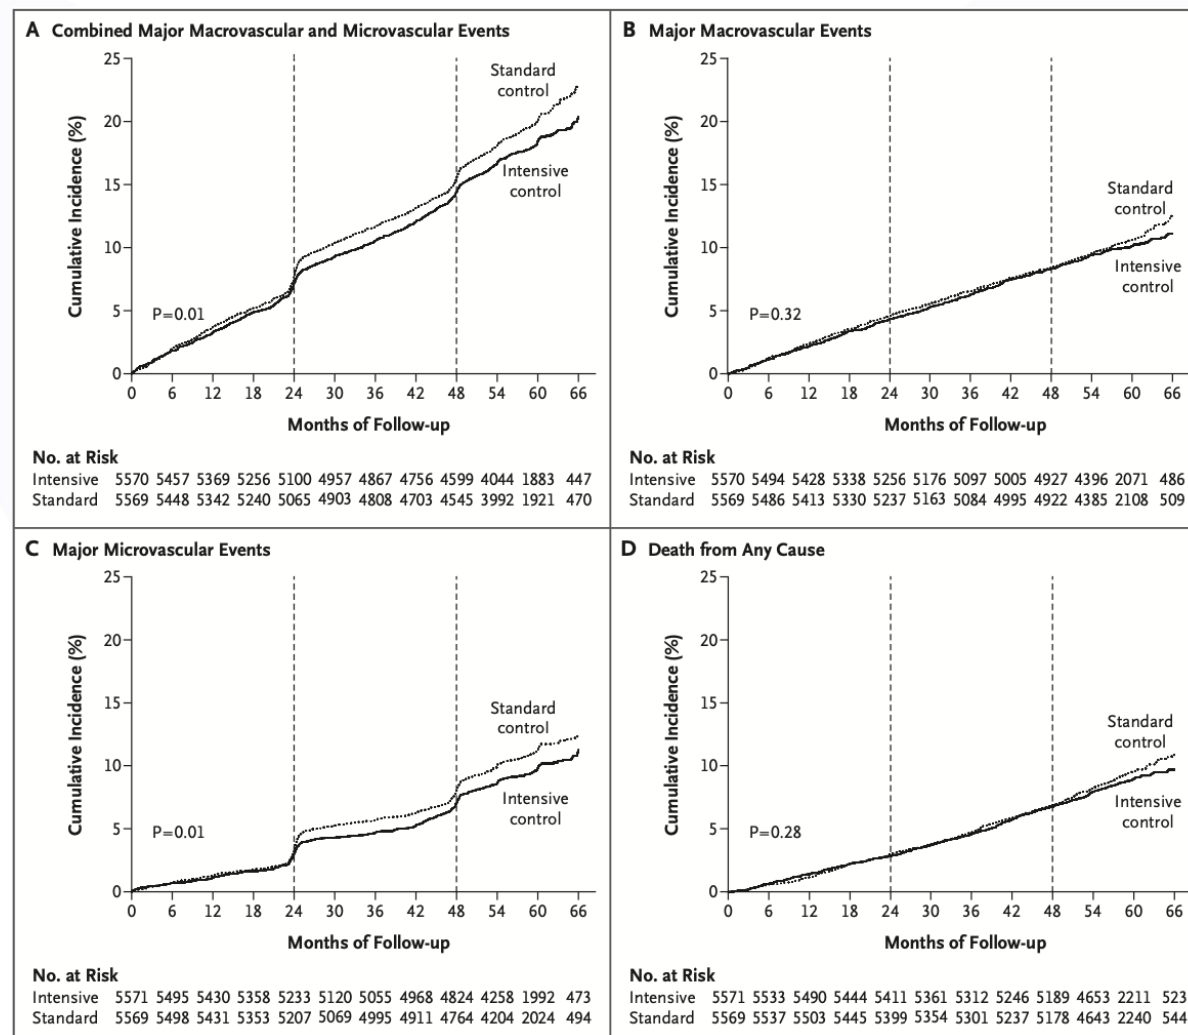 A Combined Major Macrovascular and Microvascular Events
25
20
15
10
5
0
Cumulative Incidence (%)
Standard
control
Intensive
control
P=0.01
0 6 12 18 24 30 36 42 48 54 60 66
Months of Follow-up
No. at Risk
Intensive 5570 5457 5369 5256 5100 4957 4867 4756 4599 4044 1883 447
Standard 5569 5448 5342 5240 5065 4903 4808 4703 4545 3992 1921 470
B Major Macrovascular Events
25
20
15
10
5
0
Cumulative Incidence (%)
Standard
control
Intensive
control
P=0.32
0 6 12 18 24 30 36 42 48 54 60 66
Months of Follow-up
No. at Risk
Intensive 5570 5494 5428 5338 5256 5176 5097 5005 4927 4396 2071 486
Standard 5569 5486 5413 5330 5237 5163 5084 4995 4922 4385 2108 509
C Major Microvascular Events
25
20
15
10
5
0
Cumulative Incidence (%)
Standard
control
Intensive
control
P=0.01
0 6 12 18 24 30 36 42 48 54 60 66
Months of Follow-up
No. at Risk
Intensive 5571 5495 5430 5358 5233 5120 5055 4968 4824 4258 1992 473
Standard 5569 5498 5431 5353 5207 5069 4995 4911 4764 4204 2024 494
D Death from Any Cause
25
20
15
10
5
0
Cumulative Incidence (%)
Standard
control
Intensive
control
P=0.28
0 6 12 18 24 30 36 42 48 54 60 66
Months of Follow-up
No. at Risk
Intensive 5571 5533 5490 5444 5411 5361 5312 5246 5189 4653 2211 523
Standard 5569 5537 5503 5445 5399 5354 5301 5237 5178 4643 2240 544